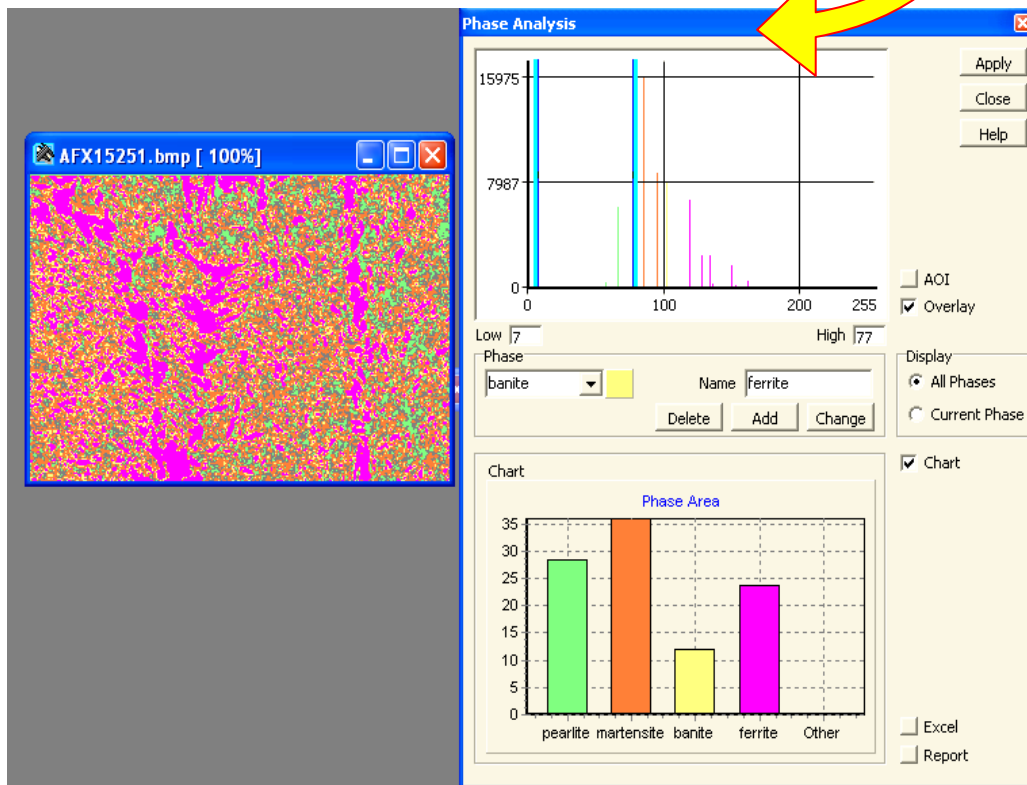 Phase Analysis
Apply
Close
Help
15975
7987
0
0 100 200 255
AFX15251.bmp [ 100%]
AOI
Overlay
Low 7 High 77
Phase
banite Name ferrite
Delete Add Change
Display
All Phases
Current Phase
Chart
Chart
Phase Area
35
30
25
20
15
10
5
0
pearlite martensite banite ferrite Other
Excel
Report